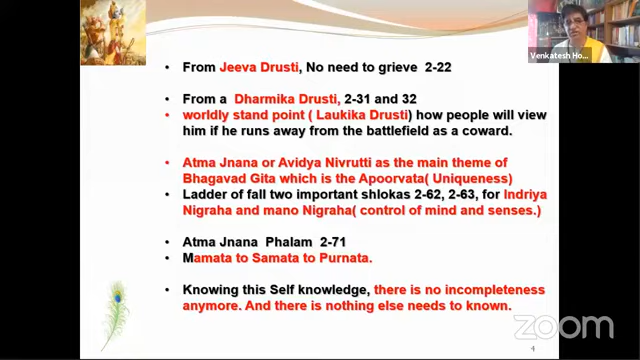 Venkatesh Ho...
From Jeeva Drusti, No need to grieve 2-22
From a Dharmika Drusti, 2-31 and 32
worldly stand point ( Laukika Drusti) how people will view
him if he runs away from the battlefield as a coward.
Atma Jnana or Avidya Nivrutti as the main theme of
Bhagavad Gita which is the Apoorvata( Uniqueness)
Ladder of fall two important shlokas 2-62, 2-63, for Indriya
Nigraha and mano Nigraha( control of mind and senses.)
Atma Jnana Phalam 2-71
Mamata to Samata to Purnata.
Knowing this Self knowledge, there is no incompleteness
anymore. And there is nothing else needs to known.
zoom
4